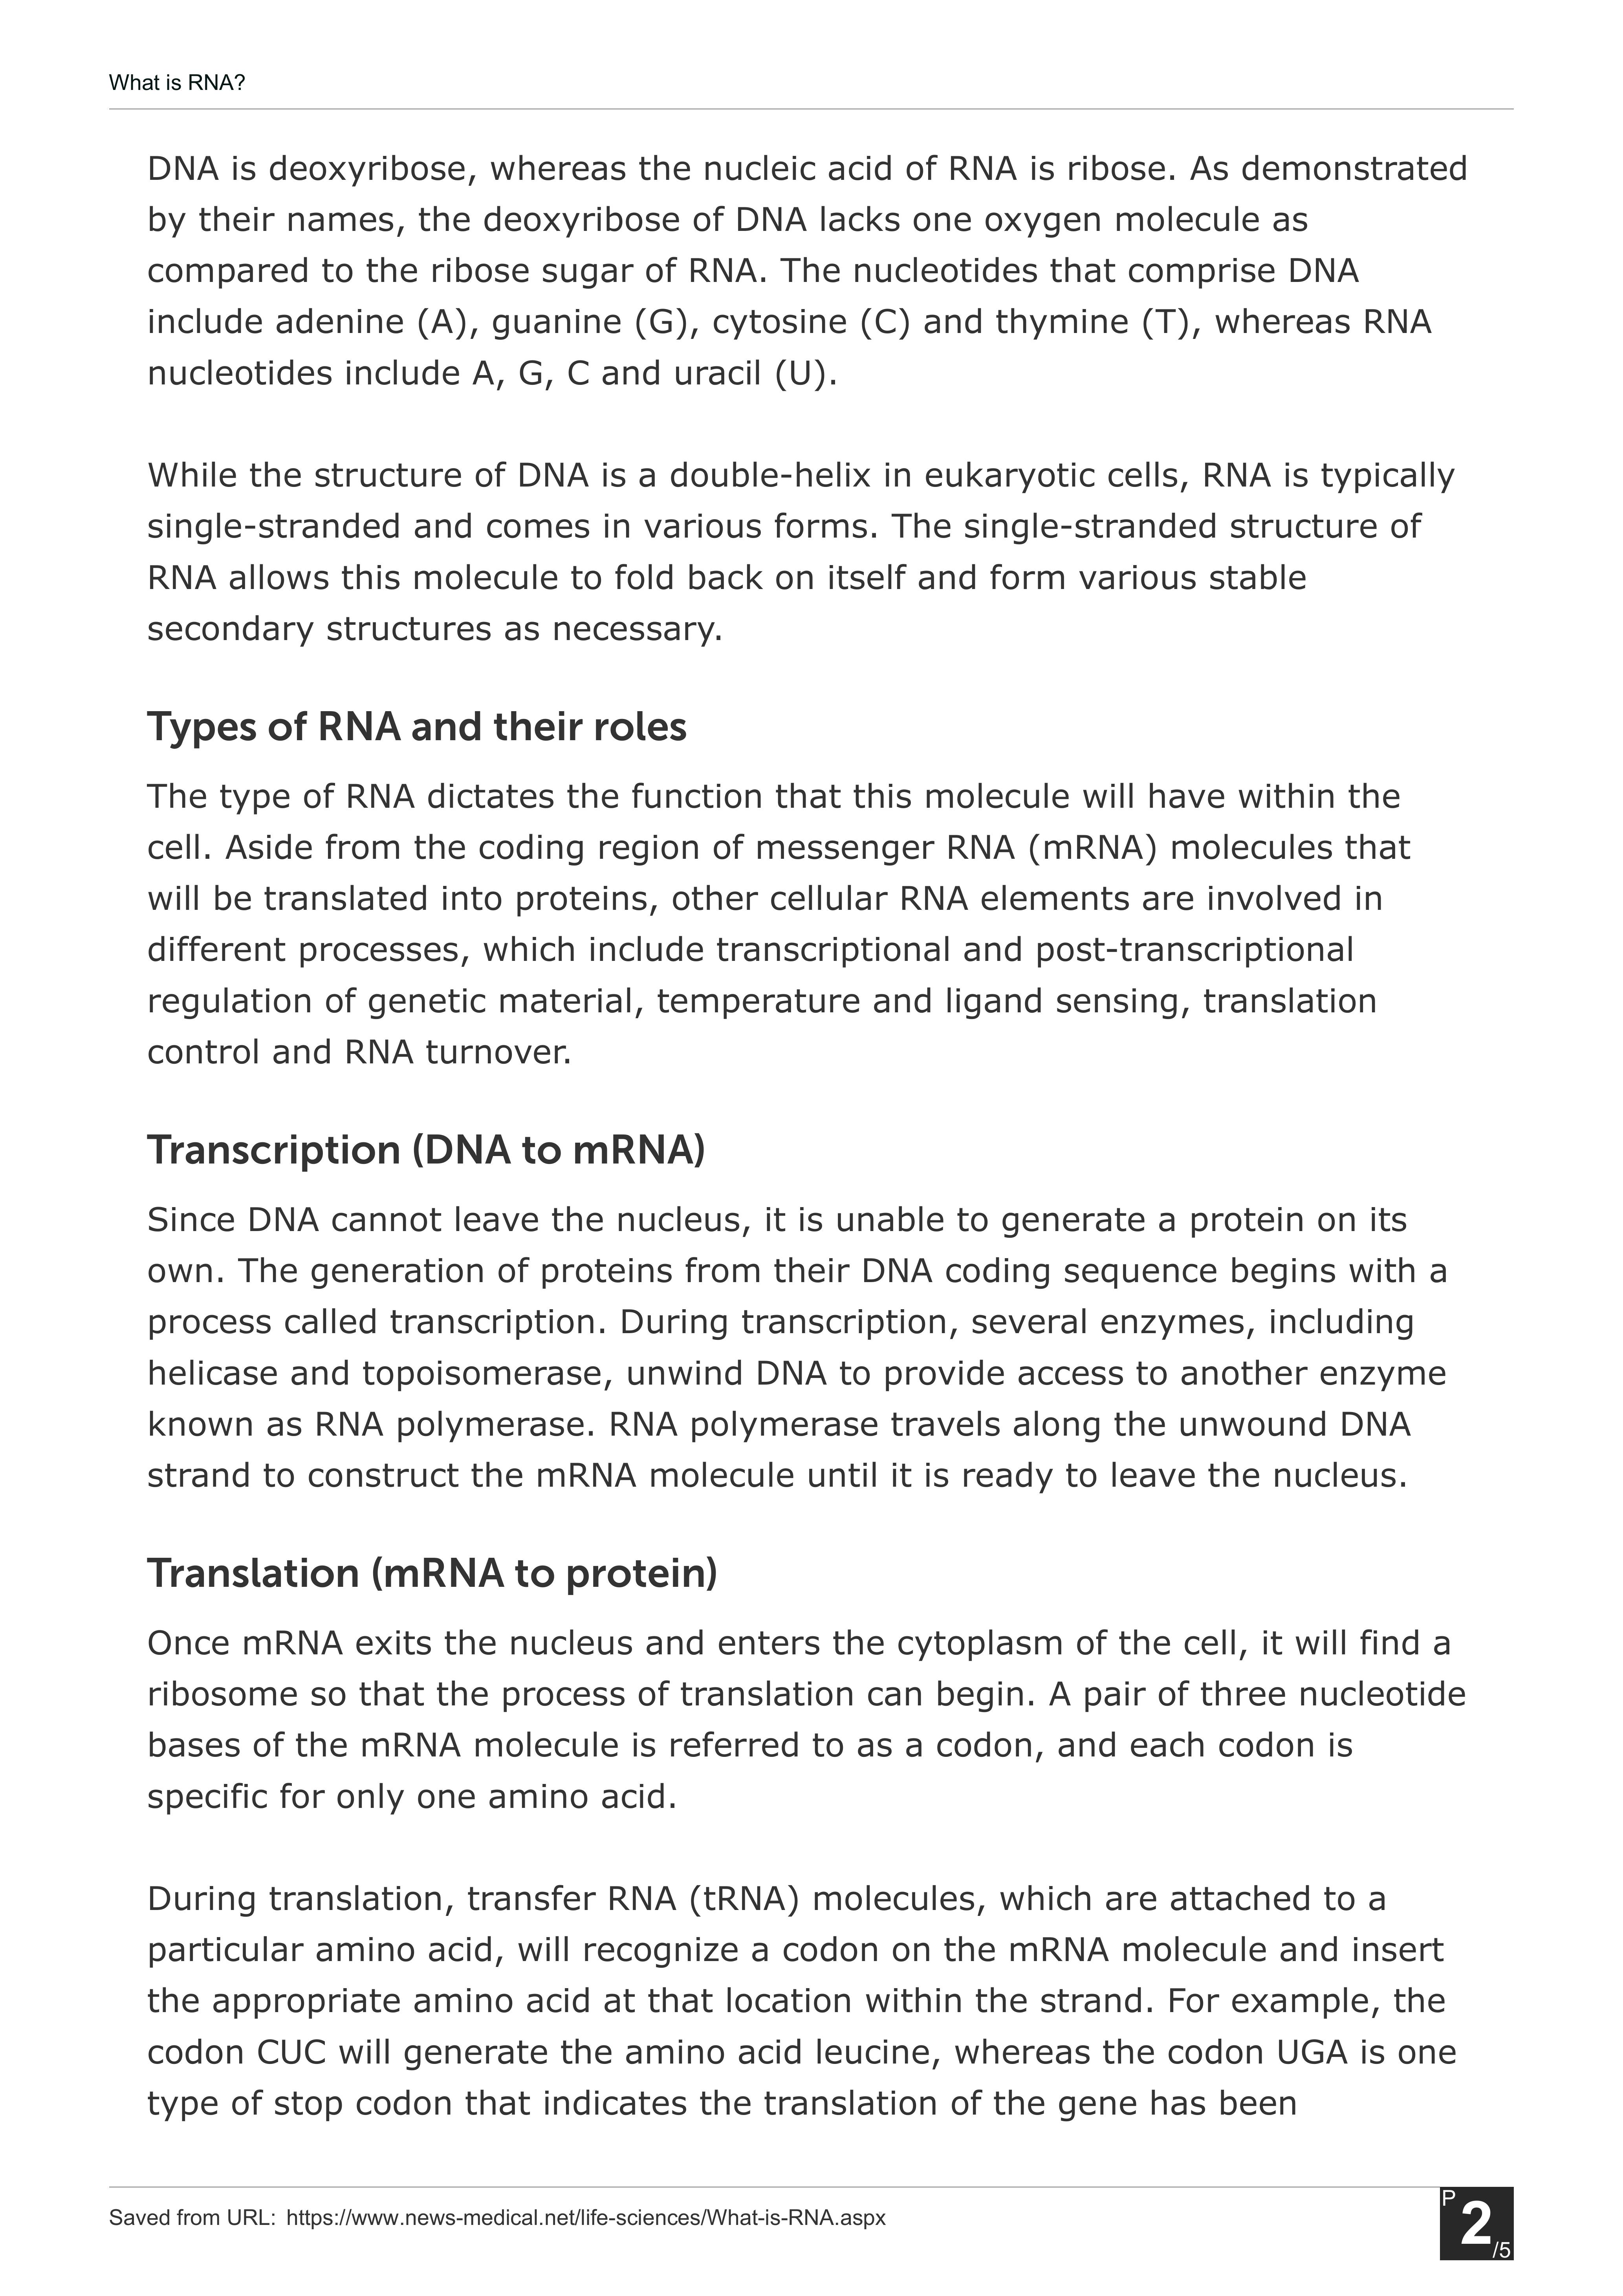 What is RNA?
DNA is deoxyribose, whereas the nucleic acid of RNA is ribose. As demonstrated
by their names, the deoxyribose of DNA lacks one oxygen molecule as
compared to the ribose sugar of RNA. The nucleotides that comprise DNA
include adenine (A), guanine (G), cytosine (C) and thymine (T), whereas RNA
nucleotides include A, G, C and uracil (U).
While the structure of DNA is a double-helix in eukaryotic cells, RNA is typically
single-stranded and comes in various forms. The single-stranded structure of
RNA allows this molecule to fold back on itself and form various stable
secondary structures as necessary.
Types of RNA and their roles
The type of RNA dictates the function that this molecule will have within the
cell. Aside from the coding region of messenger RNA (mRNA) molecules that
will be translated into proteins, other cellular RNA elements are involved in
different processes, which include transcriptional and post-transcriptional
regulation of genetic material, temperature and ligand sensing, translation
control and RNA turnover.
Transcription (DNA to mRNA)
Since DNA cannot leave the nucleus, it is unable to generate a protein on its
own. The generation of proteins from their DNA coding sequence begins with a
process called transcription. During transcription, several enzymes, including
helicase and topoisomerase, unwind DNA to provide access to another enzyme
known as RNA polymerase. RNA polymerase travels along the unwound DNA
strand to construct the mRNA molecule until it is ready to leave the nucleus.
Translation (mRNA to protein)
Once mRNA exits the nucleus and enters the cytoplasm of the cell, it will find a
ribosome so that the process of translation can begin. A pair of three nucleotide
bases of the mRNA molecule is referred to as a codon, and each codon is
specific for only one amino acid.
During translation, transfer RNA (tRNA) molecules, which are attached to a
particular amino acid, will recognize a codon on the mRNA molecule and insert
the appropriate amino acid at that location within the strand. For example, the
codon CUC will generate the amino acid leucine, whereas the codon UGA is one
type of stop codon that indicates the translation of the gene has been
Saved from URL: https://www.news-medical.net/life-sciences/What-is-RNA.aspx
P 2 /5